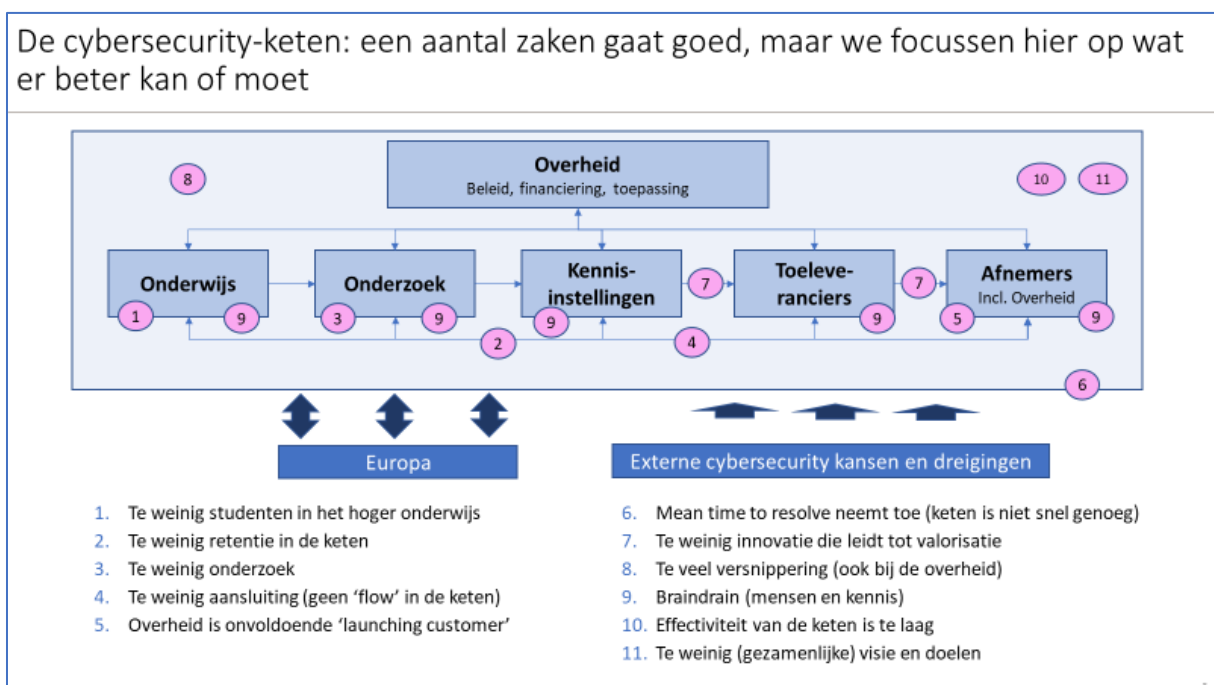 De cybersecurity-keten: een aantal zaken gaat goed, maar we focussen hier op wat
er beter kan of moet
Overheid
Beleid, financiering, toepassing
8
10
11
Onderwijs
Onderzoek
Kennis-
instellingen
7
Toeleve-
ranciers
7
Afnemers
Incl. Overheid
1
9
3
9
9
9
5
9
2
4
6
Europa
Externe cybersecurity kansen en dreigingen
1. Te weinig studenten in het hoger onderwijs
2. Te weinig retentie in de keten
3. Te weinig onderzoek
4. Te weinig aansluiting (geen ‘flow’ in de keten)
5. Overheid is onvoldoende ‘launching customer’
6. Mean time to resolve neemt toe (keten is niet snel genoeg)
7. Te weinig innovatie die leidt tot valorisatie
8. Te veel versnippering (ook bij de overheid)
9. Braindrain (mensen en kennis)
10. Effectiviteit van de keten is te laag
11. Te weinig (gezamenlijke) visie en doelen